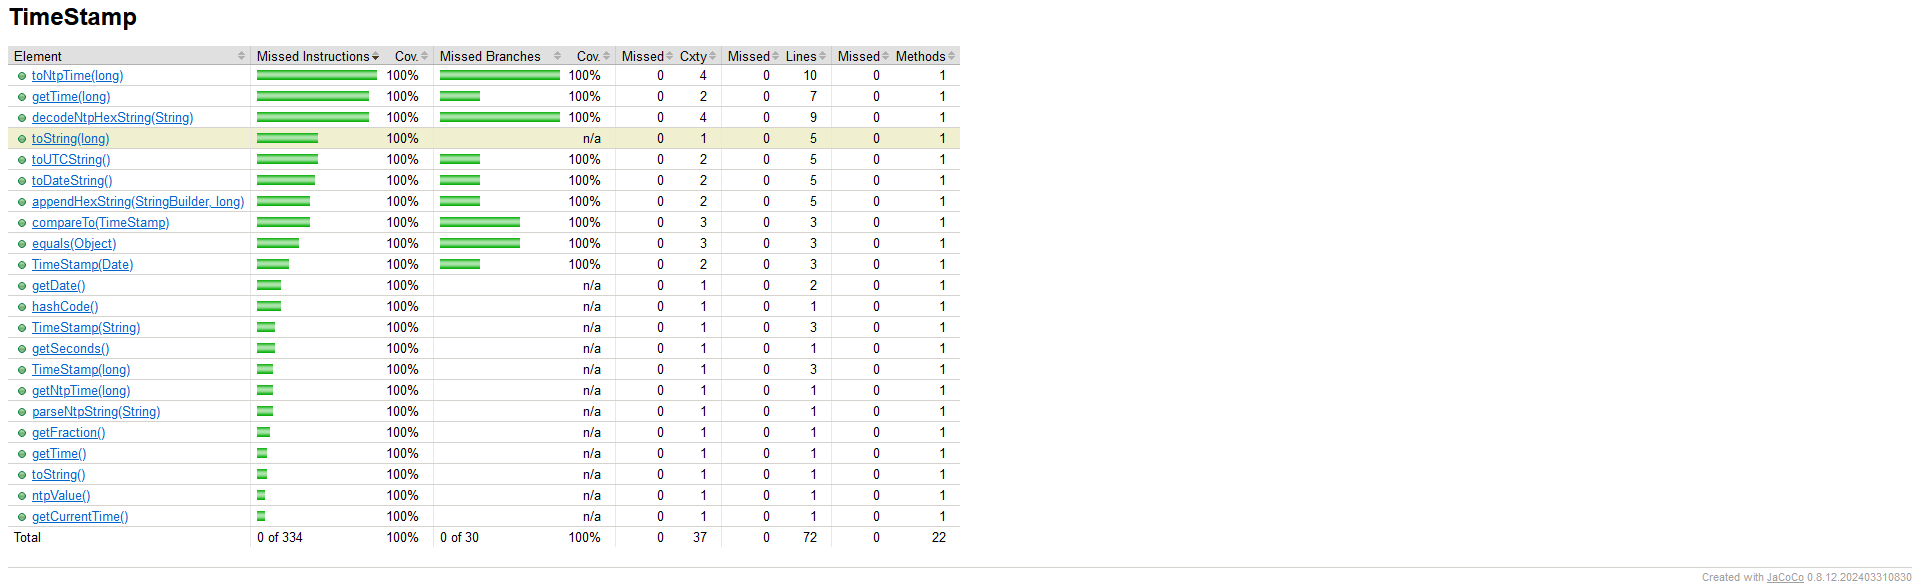 TimeStamp
Element Missed Instructions Cov. Missed Branches Cov. Missed Cxty Missed Lines Missed Methods
toNtpTime(long) 100% 100% 0 4 0 10 0 1
getTime(long) 100% 100% 0 2 0 7 0 1
decodeNtpHexString(String) 100% 100% 0 4 0 9 0 1
toString(long) 100% n/a 0 1 0 5 0 1
toUTCString() 100% 100% 0 2 0 5 0 1
toDateString() 100% 100% 0 2 0 5 0 1
appendHexString(StringBuilder, long) 100% 100% 0 2 0 5 0 1
compareTo(TimeStamp) 100% 100% 0 3 0 3 0 1
equals(Object) 100% 100% 0 3 0 3 0 1
TimeStamp(Date) 100% 100% 0 2 0 3 0 1
getDate() 100% n/a 0 1 0 2 0 1
hashCode() 100% n/a 0 1 0 1 0 1
TimeStamp(String) 100% n/a 0 1 0 3 0 1
getSeconds() 100% n/a 0 1 0 1 0 1
TimeStamp(long) 100% n/a 0 1 0 3 0 1
getNtpTime(long) 100% n/a 0 1 0 1 0 1
parseNtpString(String) 100% n/a 0 1 0 1 0 1
getFraction() 100% n/a 0 1 0 1 0 1
getTime() 100% n/a 0 1 0 1 0 1
toString() 100% n/a 0 1 0 1 0 1
ntpValue() 100% n/a 0 1 0 1 0 1
getCurrentTime() 100% n/a 0 1 0 1 0 1
Total 0 of 334 100% 0 of 30 100% 0 37 0 72 0 22
Created with JaCoCo 0.8.12.202403310830